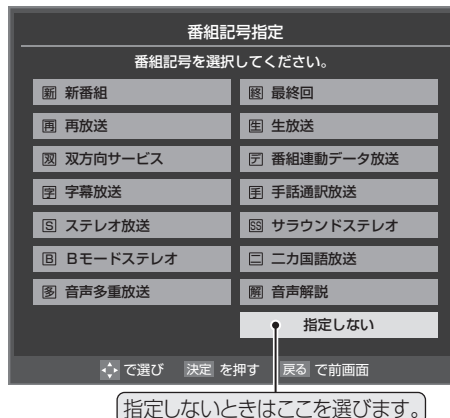 番組記号指定
番組記号を選択してください。
新 新番組
終 最終回
再 再放送
生 生放送
双 双方向サービス
デ 番組連動データ放送
字 字幕放送
手 手話通訳放送
S ステレオ放送
SS サラウンドステレオ
B Bモードステレオ
二 二カ国語放送
多 音声多重放送
解 音声解説
指定しない
で選び 決定 を押す 戻る で前画面
指定しないときはここを選びます。